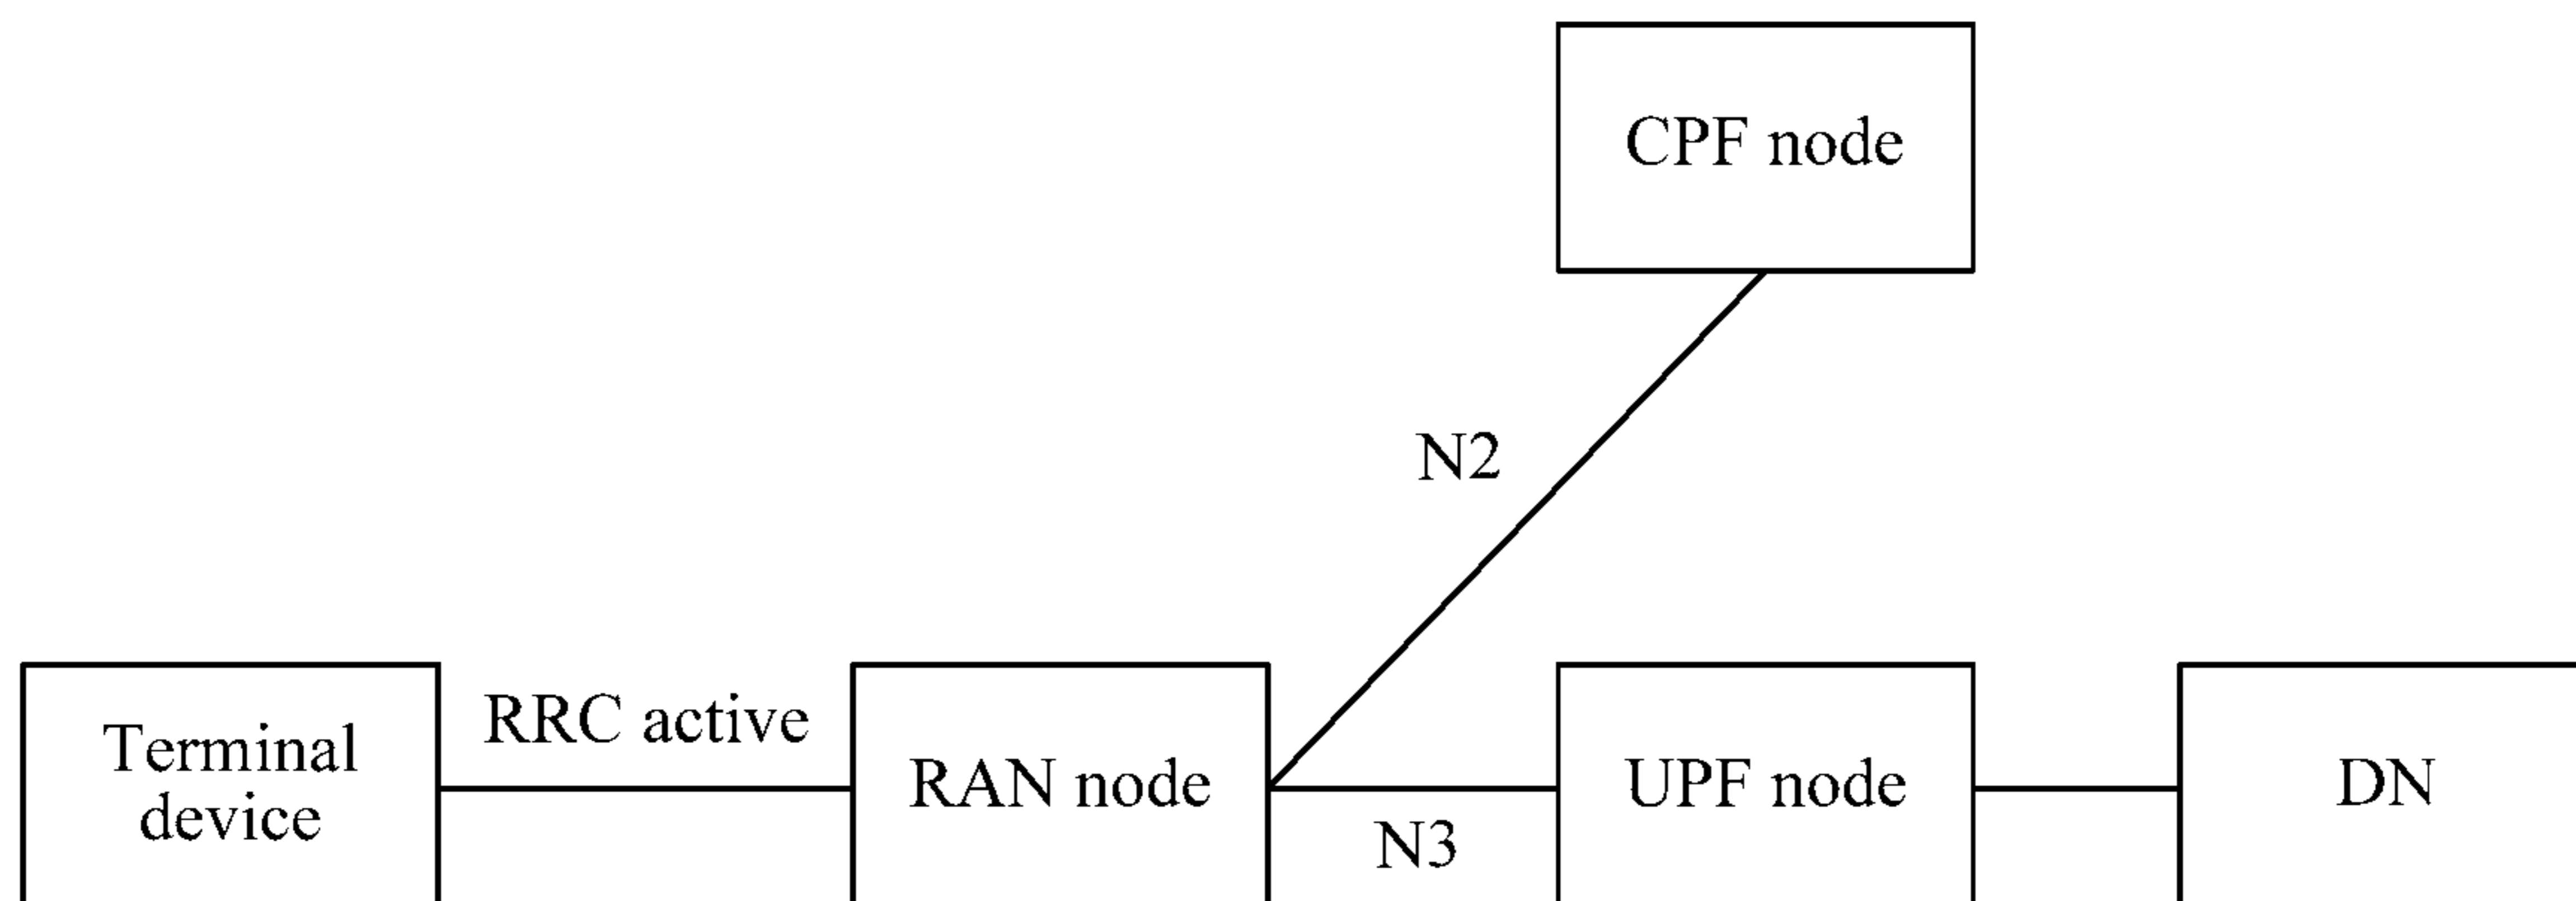 CPF node
N2
RRC active
Terminal
device
RAN node
N3
UPF node
DN